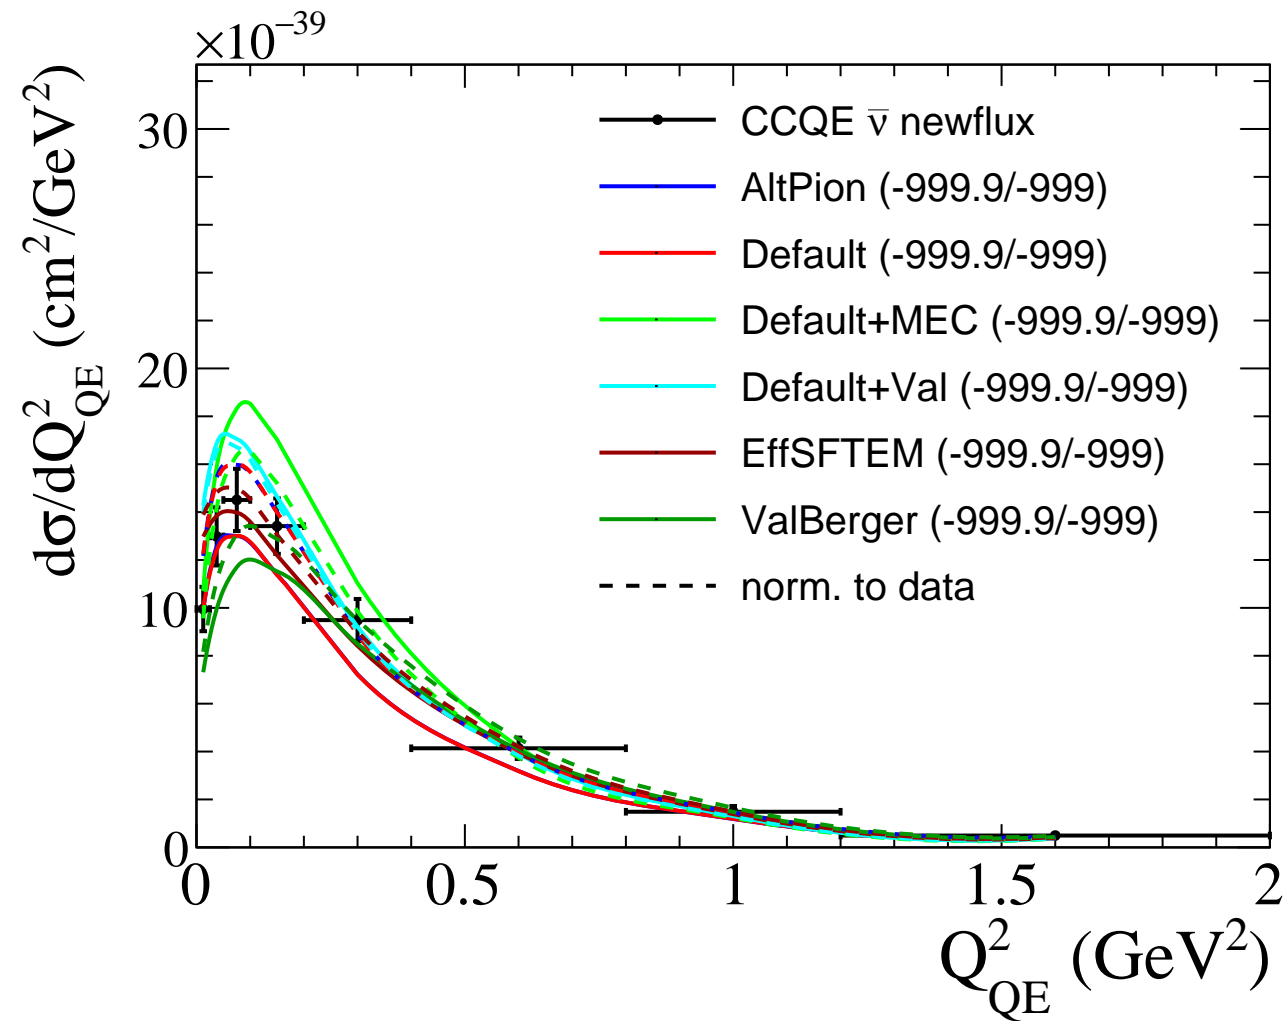 ×10⁻³⁹
dσ/dQ²_QE (cm²/GeV²)
30
20
10
0
CCQE ν̅ newflux
AltPion (-999.9/-999)
Default (-999.9/-999)
Default+MEC (-999.9/-999)
Default+Val (-999.9/-999)
EffSFTEM (-999.9/-999)
ValBerger (-999.9/-999)
norm. to data
0 0.5 1 1.5 2
Q²_QE (GeV²)